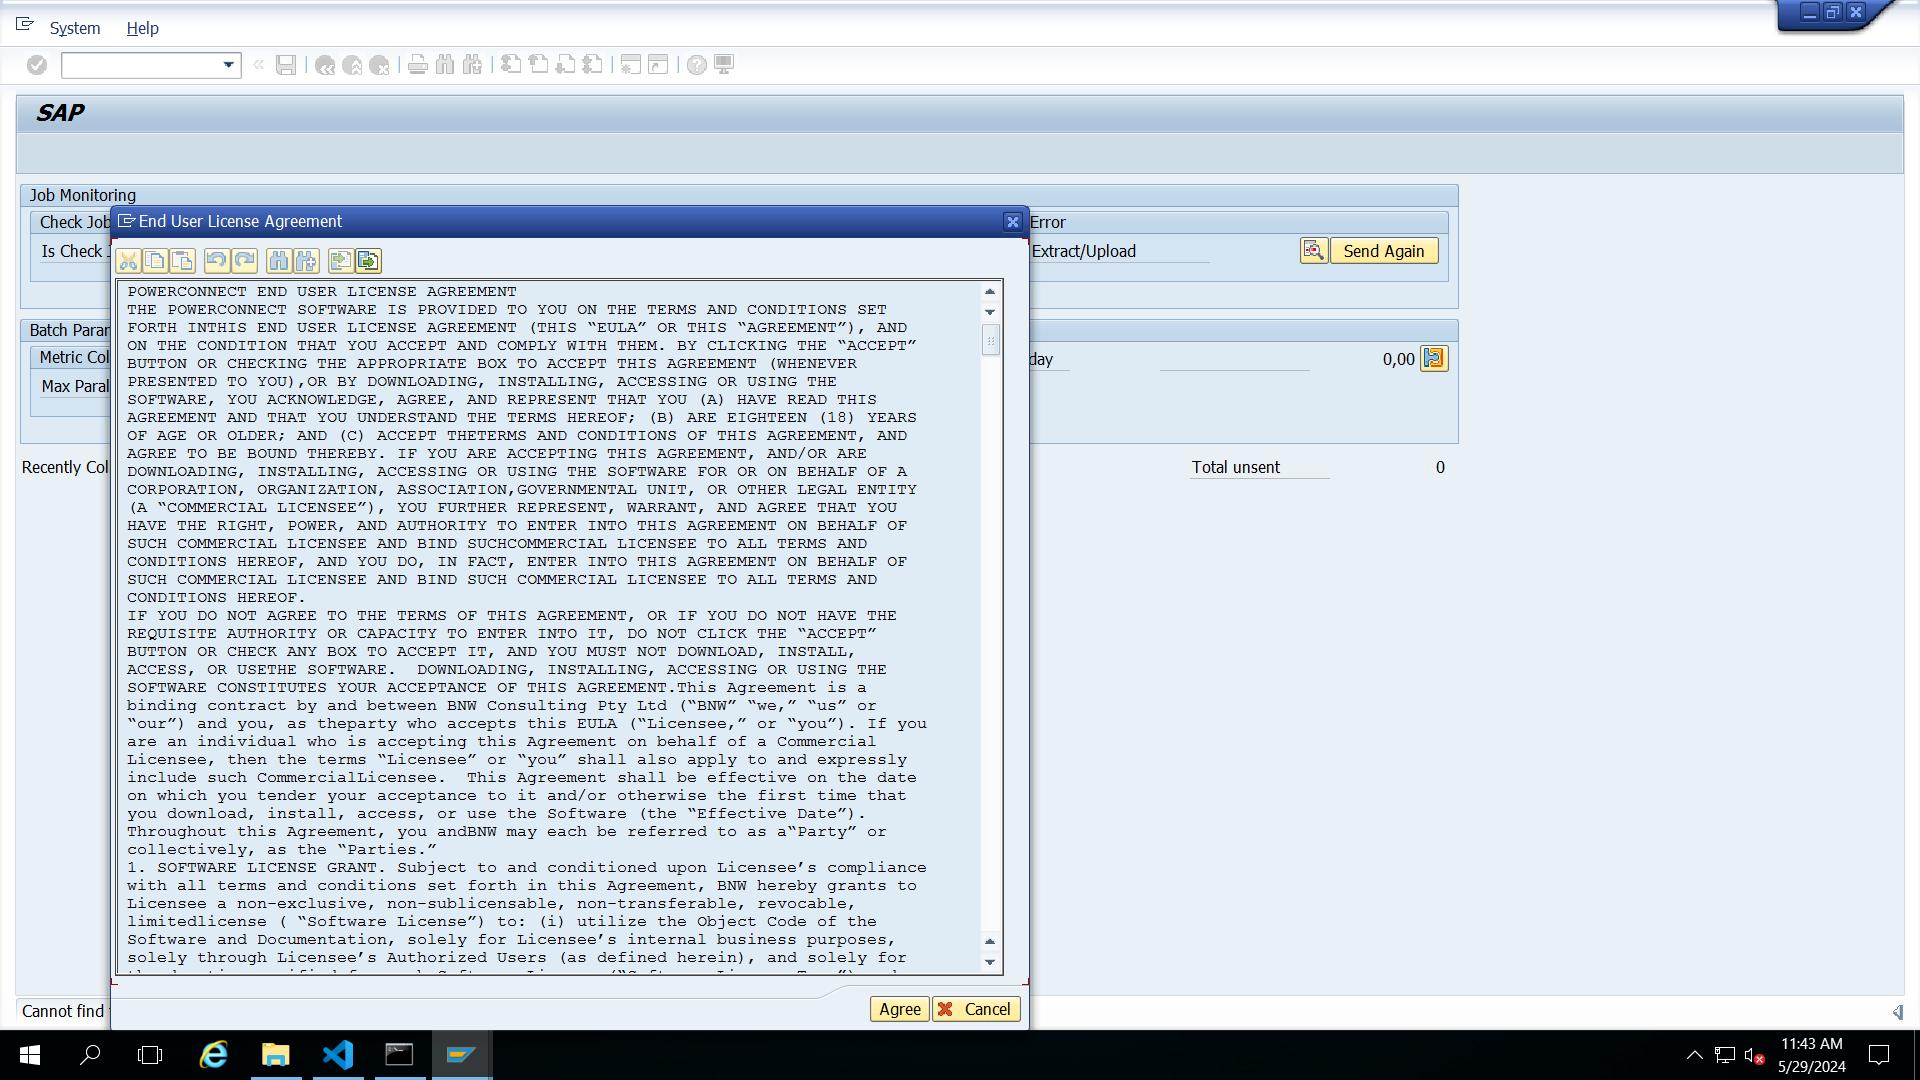 System Help
SAP
Job Monitoring
Check Job
Is Check
Error
Extract/Upload
Send Again
Batch Parar
Metric Col
Max Paral
day
0,00
Recently Col
Total unsent 0
End User License Agreement
POWERCONNECT END USER LICENSE AGREEMENT
THE POWERCONNECT SOFTWARE IS PROVIDED TO YOU ON THE TERMS AND CONDITIONS SET
FORTH INTHIS END USER LICENSE AGREEMENT (THIS “EULA” OR THIS “AGREEMENT”), AND
ON THE CONDITION THAT YOU ACCEPT AND COMPLY WITH THEM. BY CLICKING THE “ACCEPT”
BUTTON OR CHECKING THE APPROPRIATE BOX TO ACCEPT THIS AGREEMENT (WHENEVER
PRESENTED TO YOU),OR BY DOWNLOADING, INSTALLING, ACCESSING OR USING THE
SOFTWARE, YOU ACKNOWLEDGE, AGREE, AND REPRESENT THAT YOU (A) HAVE READ THIS
AGREEMENT AND THAT YOU UNDERSTAND THE TERMS HEREOF; (B) ARE EIGHTEEN (18) YEARS
OF AGE OR OLDER; AND (C) ACCEPT THETERMS AND CONDITIONS OF THIS AGREEMENT, AND
AGREE TO BE BOUND THEREBY. IF YOU ARE ACCEPTING THIS AGREEMENT, AND/OR ARE
DOWNLOADING, INSTALLING, ACCESSING OR USING THE SOFTWARE FOR OR ON BEHALF OF A
CORPORATION, ORGANIZATION, ASSOCIATION,GOVERNMENTAL UNIT, OR OTHER LEGAL ENTITY
(A “COMMERCIAL LICENSEE”), YOU FURTHER REPRESENT, WARRANT, AND AGREE THAT YOU
HAVE THE RIGHT, POWER, AND AUTHORITY TO ENTER INTO THIS AGREEMENT ON BEHALF OF
SUCH COMMERCIAL LICENSEE AND BIND SUCHCOMMERCIAL LICENSEE TO ALL TERMS AND
CONDITIONS HEREOF, AND YOU DO, IN FACT, ENTER INTO THIS AGREEMENT ON BEHALF OF
SUCH COMMERCIAL LICENSEE AND BIND SUCH COMMERCIAL LICENSEE TO ALL TERMS AND
CONDITIONS HEREOF.
IF YOU DO NOT AGREE TO THE TERMS OF THIS AGREEMENT, OR IF YOU DO NOT HAVE THE
REQUISITE AUTHORITY OR CAPACITY TO ENTER INTO IT, DO NOT CLICK THE “ACCEPT”
BUTTON OR CHECK ANY BOX TO ACCEPT IT, AND YOU MUST NOT DOWNLOAD, INSTALL,
ACCESS, OR USETHE SOFTWARE.  DOWNLOADING, INSTALLING, ACCESSING OR USING THE
SOFTWARE CONSTITUTES YOUR ACCEPTANCE OF THIS AGREEMENT.This Agreement is a
binding contract by and between BNW Consulting Pty Ltd (“BNW” “we,” “us” or
“our”) and you, as theparty who accepts this EULA (“Licensee,” or “you”). If you
are an individual who is accepting this Agreement on behalf of a Commercial
Licensee, then the terms “Licensee” or “you” shall also apply to and expressly
include such CommercialLicensee.  This Agreement shall be effective on the date
on which you tender your acceptance to it and/or otherwise the first time that
you download, install, access, or use the Software (the “Effective Date”).
Throughout this Agreement, you andBNW may each be referred to as a“Party” or
collectively, as the “Parties.”
1. SOFTWARE LICENSE GRANT. Subject to and conditioned upon Licensee’s compliance
with all terms and conditions set forth in this Agreement, BNW hereby grants to
Licensee a non-exclusive, non-sublicensable, non-transferable, revocable,
limitedlicense ( “Software License”) to: (i) utilize the Object Code of the
Software and Documentation, solely for Licensee’s internal business purposes,
solely through Licensee’s Authorized Users (as defined herein), and solely for
Agree Cancel
Cannot find
11:43 AM
5/29/2024